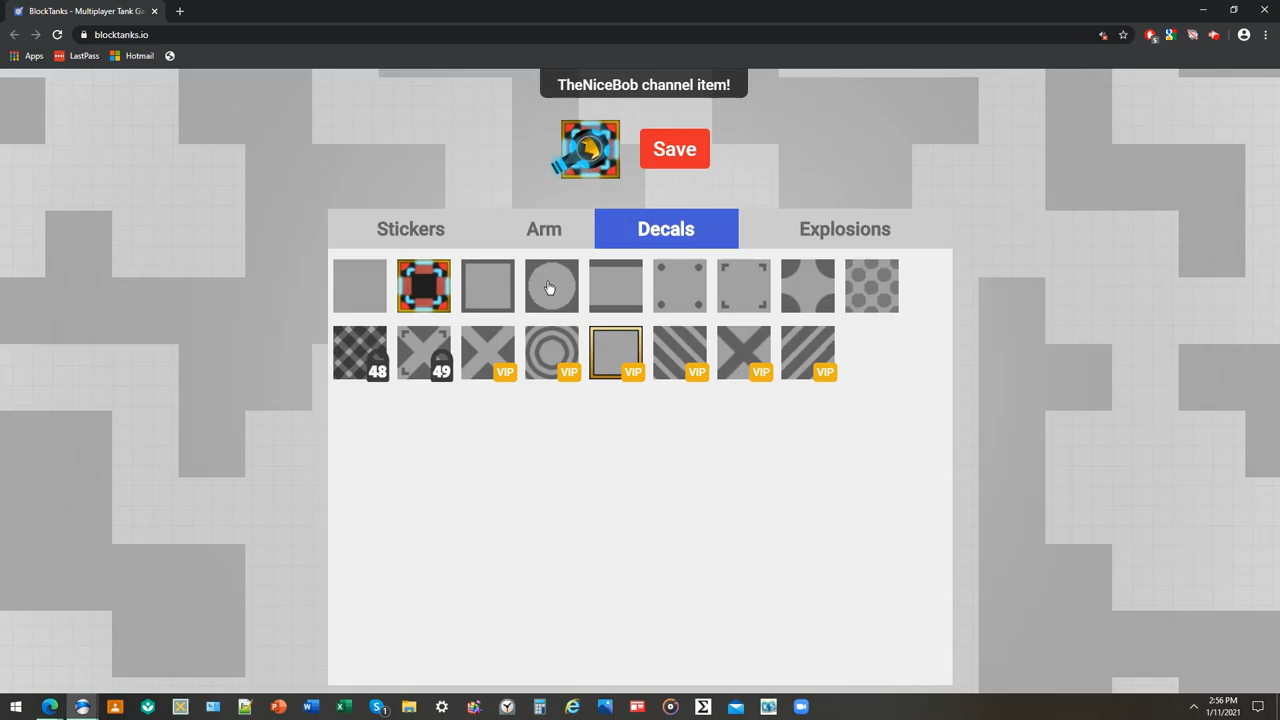 BlockTanks - Multiplayer Tank Ga
blocktanks.io
Apps
LastPass
Hotmail
TheNiceBob channel item!
Save
Stickers
Arm
Decals
Explosions
48
49
VIP
VIP
VIP
VIP
VIP
VIP
2:56 PM
1/11/2021